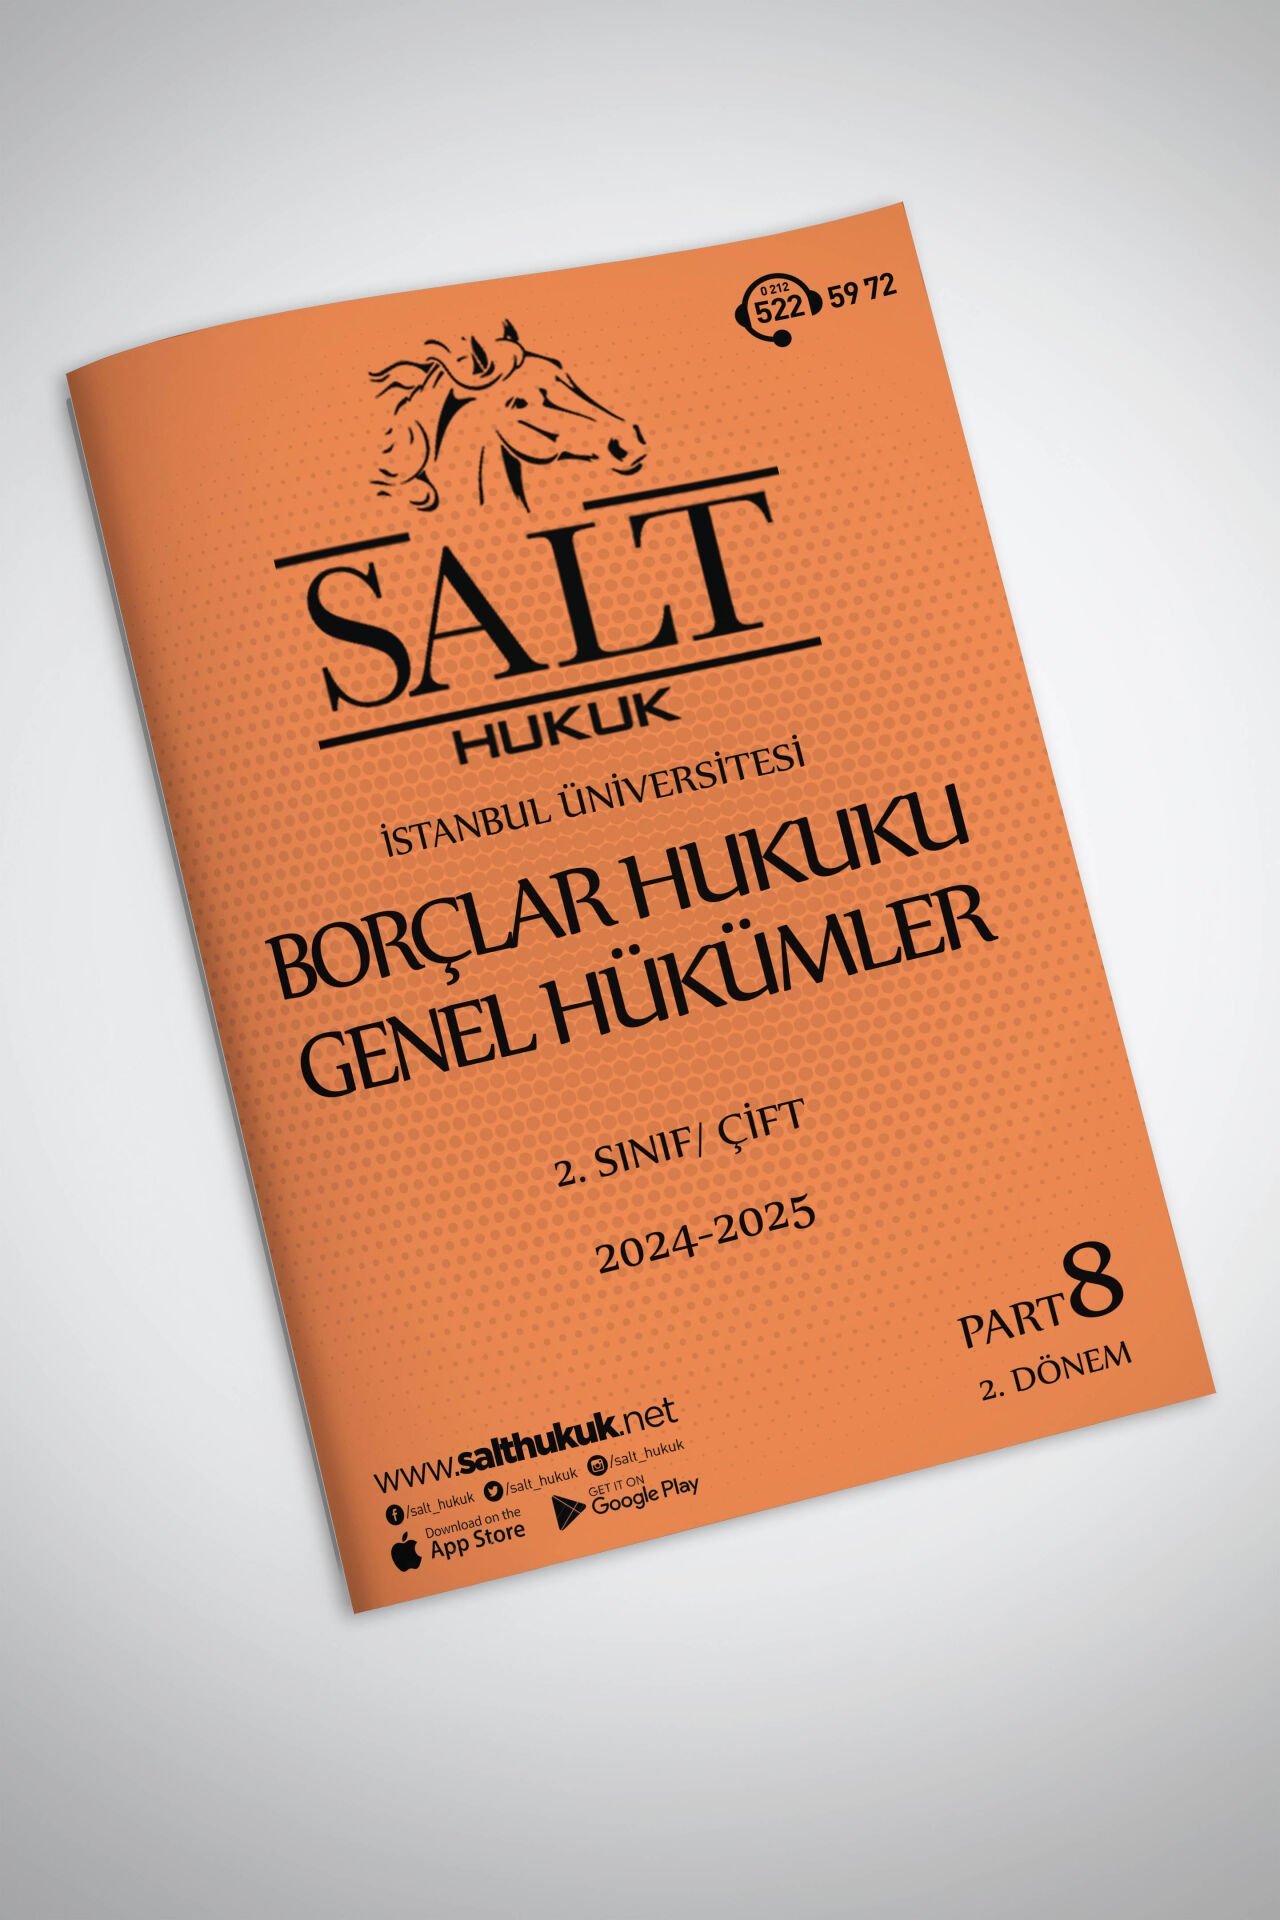 0 212
522 59 72
SALT
HUKUK
İSTANBUL ÜNİVERSİTESİ
BORÇLAR HUKUKU
GENEL HÜKÜMLER
2. SINIF/ ÇİFT
2024-2025
PART 8
2. DÖNEM
www.salthukuk.net
/salt_hukuk /salt_hukuk /salt_hukuk
Download on the
App Store
GET IT ON
Google Play